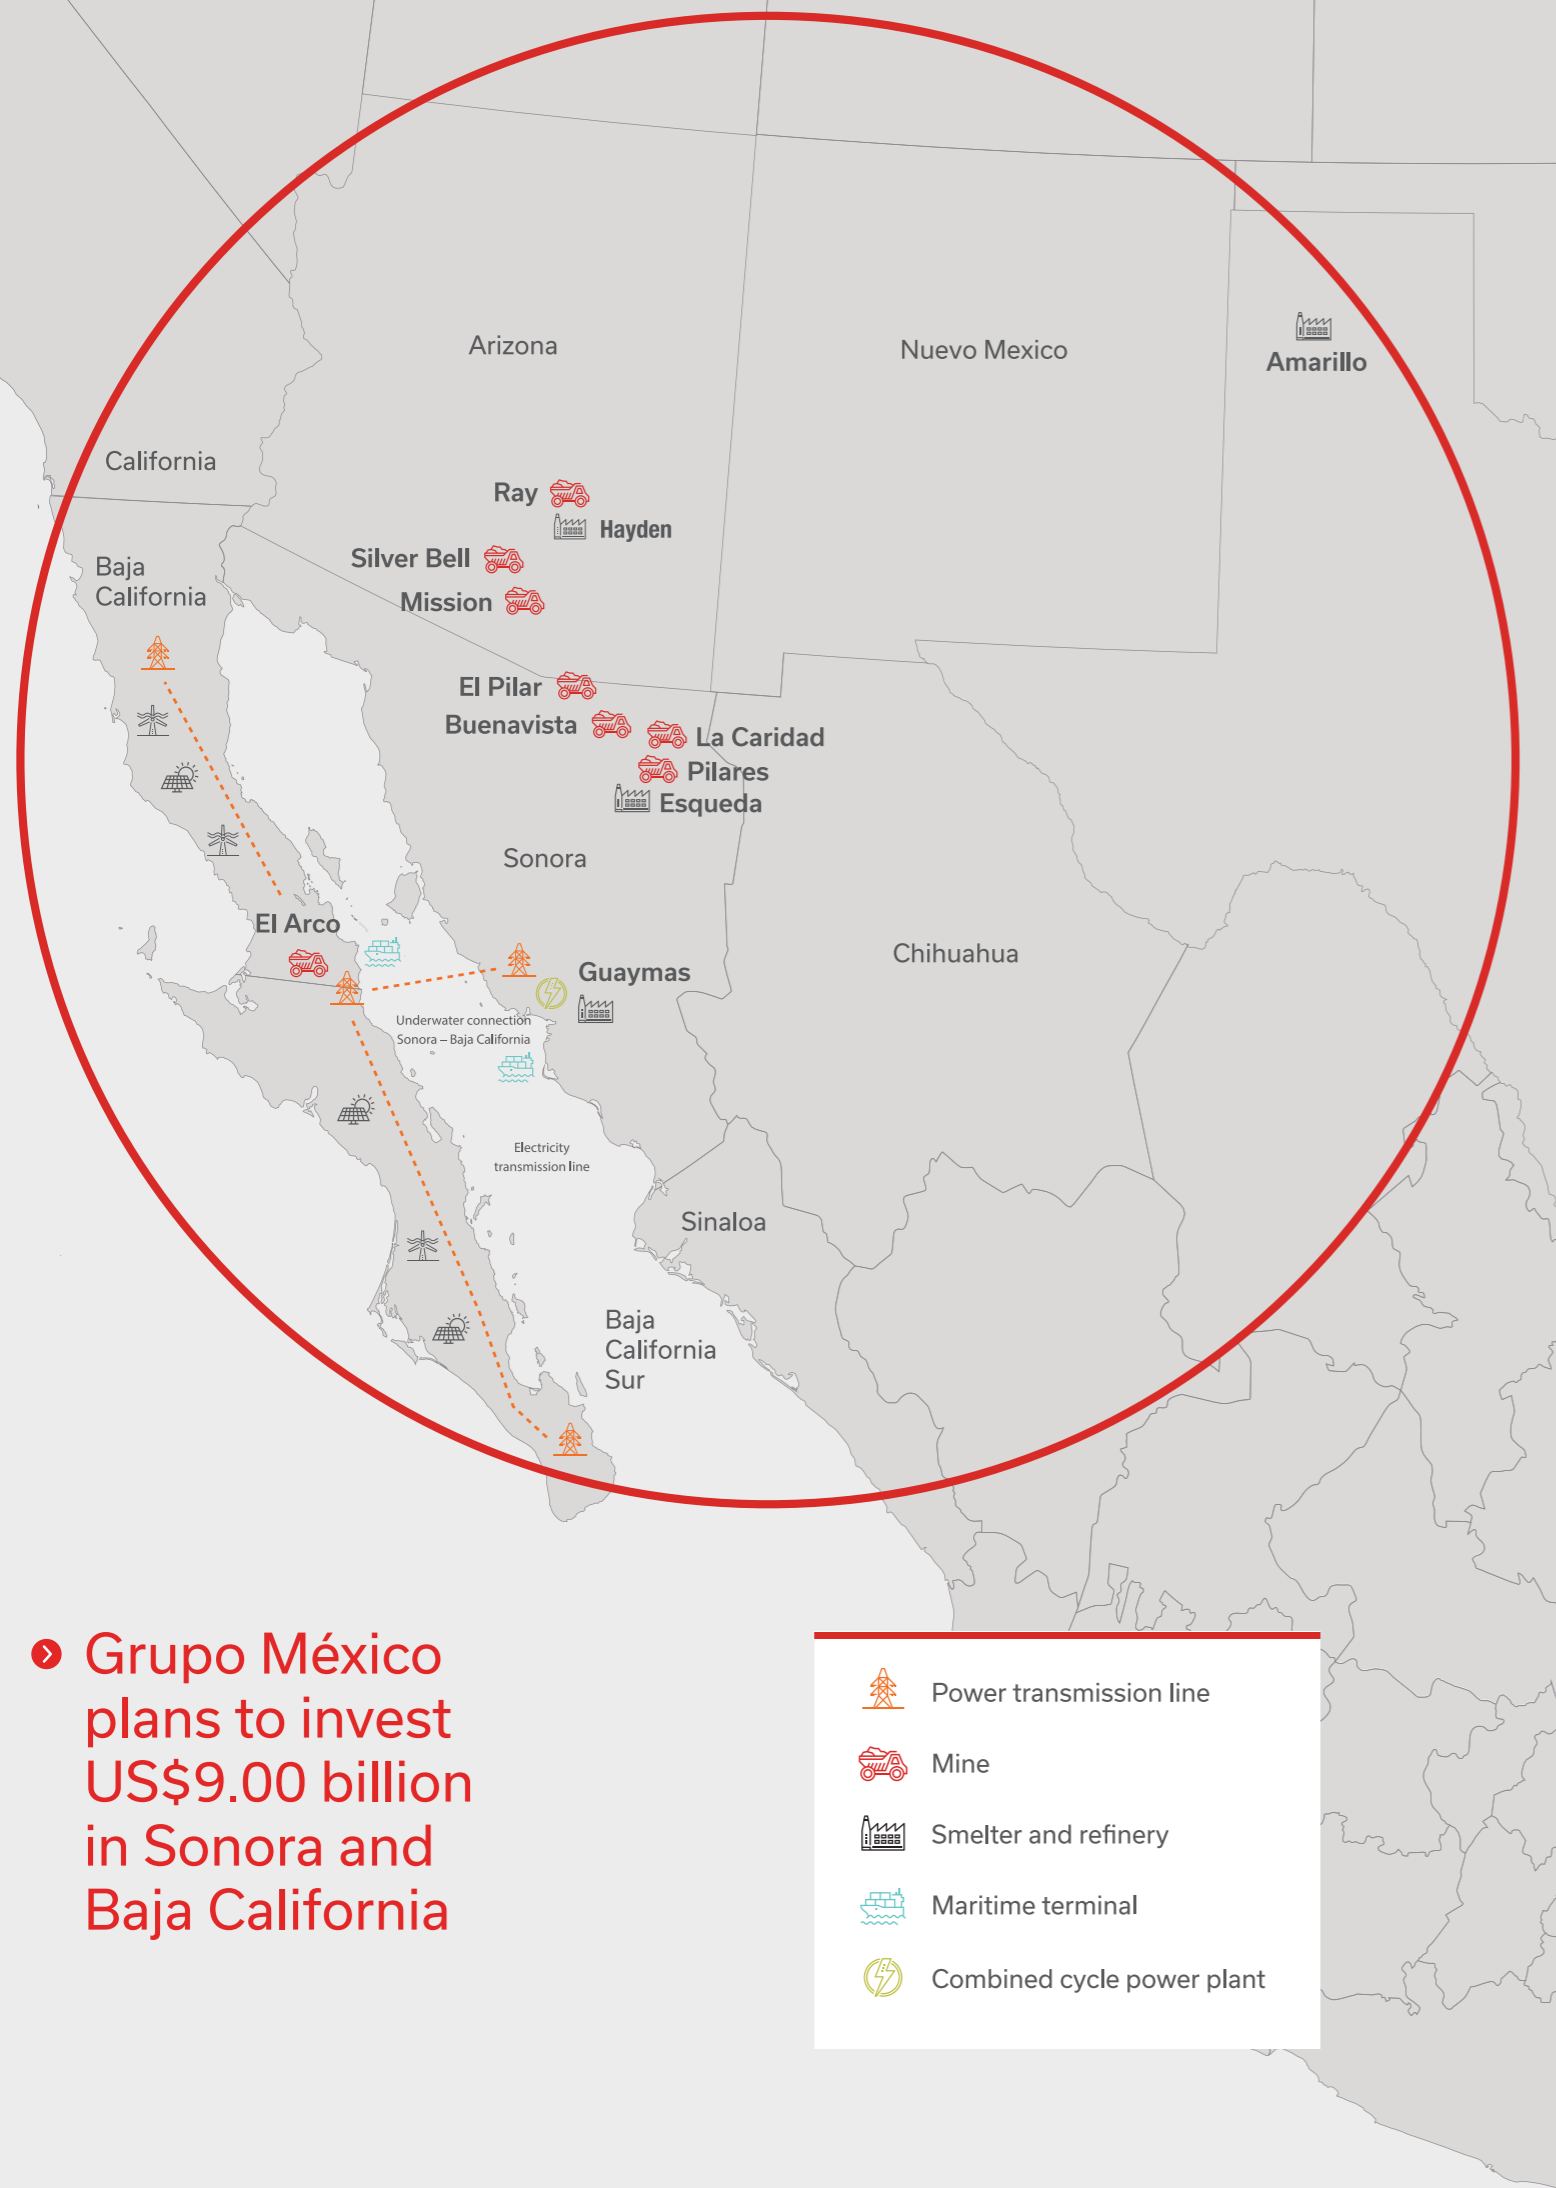 Arizona
Nuevo Mexico
Amarillo
California
Ray
Hayden
Silver Bell
Mission
Baja
California
El Pilar
Buenavista
La Caridad
Pilares
Esqueda
Sonora
El Arco
Guaymas
Chihuahua
Underwater connection
Sonora – Baja California
Electricity
transmission line
Sinaloa
Baja
California
Sur
Grupo México
plans to invest
US$9.00 billion
in Sonora and
Baja California
Power transmission line
Mine
Smelter and refinery
Maritime terminal
Combined cycle power plant